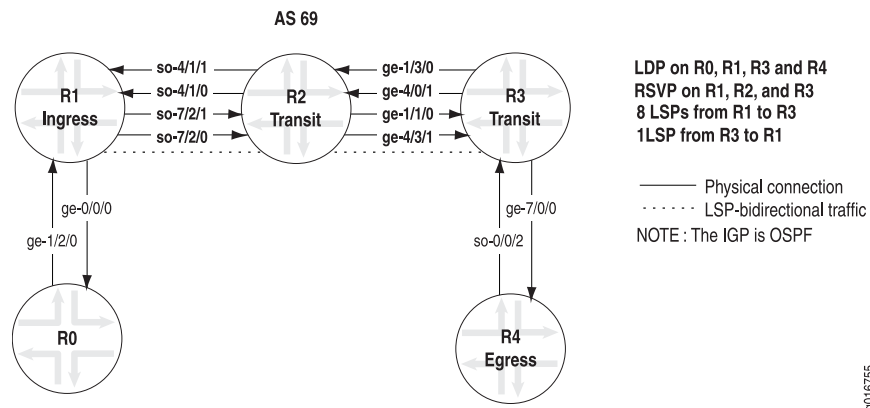 AS 69
R1
Ingress
so-4/1/1
so-4/1/0
so-7/2/1
so-7/2/0
R2
Transit
ge-1/3/0
ge-4/0/1
ge-1/1/0
ge-4/3/1
R3
Transit
LDP on R0, R1, R3 and R4
RSVP on R1, R2, and R3
8 LSPs from R1 to R3
1LSP from R3 to R1
Physical connection
LSP-bidirectional traffic
NOTE : The IGP is OSPF
ge-0/0/0
ge-1/2/0
ge-7/0/0
so-0/0/2
R0
R4
Egress
g016755